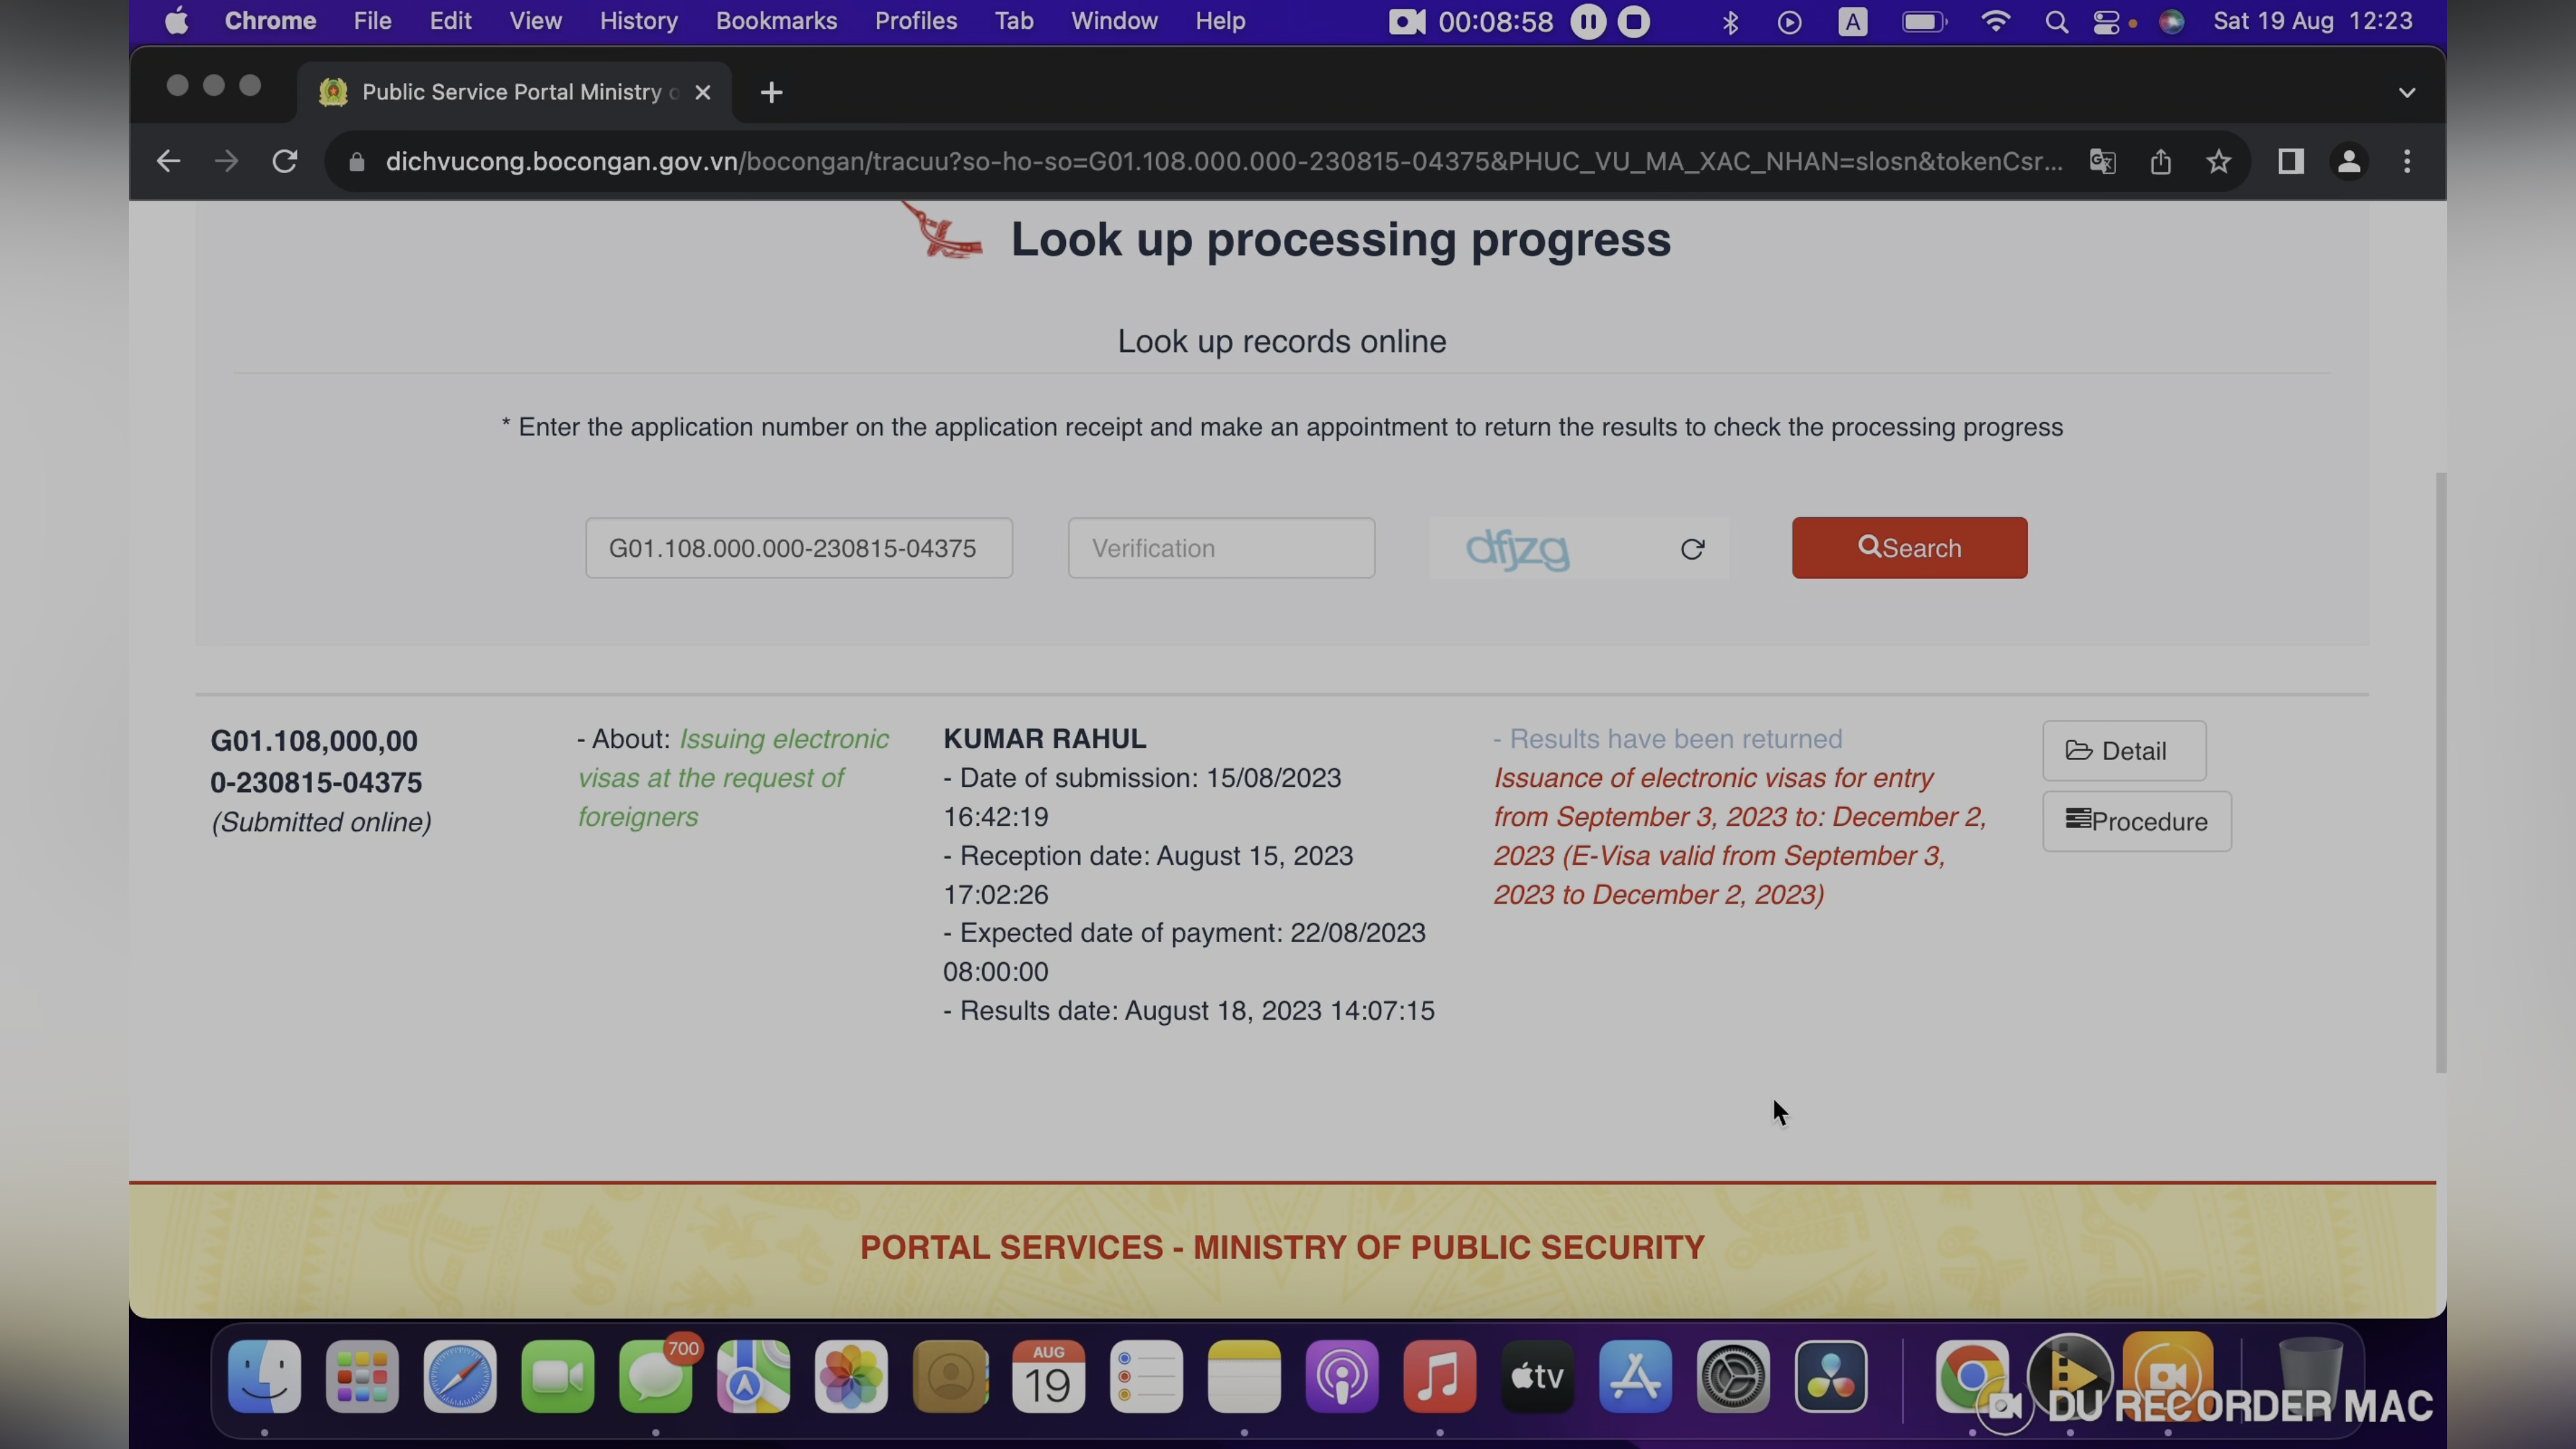 Chrome File Edit View History Bookmarks Profiles Tab Window Help 00:08:58 A Sat 19 Aug 12:23
Public Service Portal Ministry o
dichvucong.bocongan.gov.vn/bocongan/tracuu?so-ho-so=G01.108.000.000-230815-04375&PHUC_VU_MA_XAC_NHAN=slosn&tokenCsr...
Look up processing progress
Look up records online
* Enter the application number on the application receipt and make an appointment to return the results to check the processing progress
G01.108.000.000-230815-04375 Verification dfjzg Search
G01.108,000,00
0-230815-04375
(Submitted online)
- About: Issuing electronic
visas at the request of
foreigners
KUMAR RAHUL
- Date of submission: 15/08/2023
16:42:19
- Reception date: August 15, 2023
17:02:26
- Expected date of payment: 22/08/2023
08:00:00
- Results date: August 18, 2023 14:07:15
- Results have been returned
Issuance of electronic visas for entry
from September 3, 2023 to: December 2,
2023 (E-Visa valid from September 3,
2023 to December 2, 2023)
Detail
Procedure
PORTAL SERVICES - MINISTRY OF PUBLIC SECURITY
700
AUG
19
tv
DU RECORDER MAC